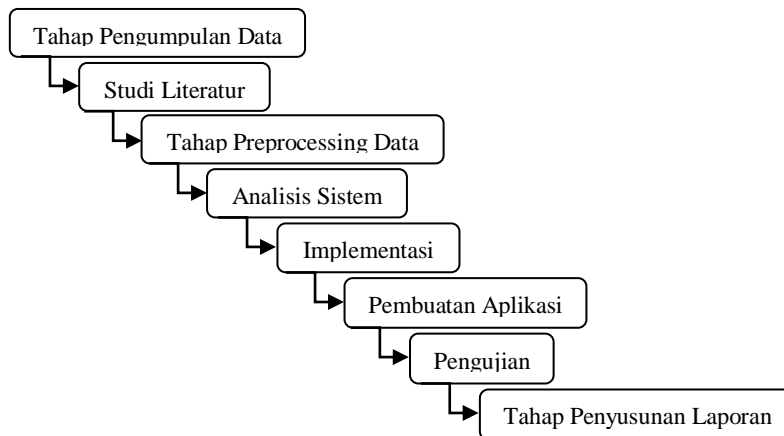 Tahap Pengumpulan Data
Studi Literatur
Tahap Preprocessing Data
Analisis Sistem
Implementasi
Pembuatan Aplikasi
Pengujian
Tahap Penyusunan Laporan